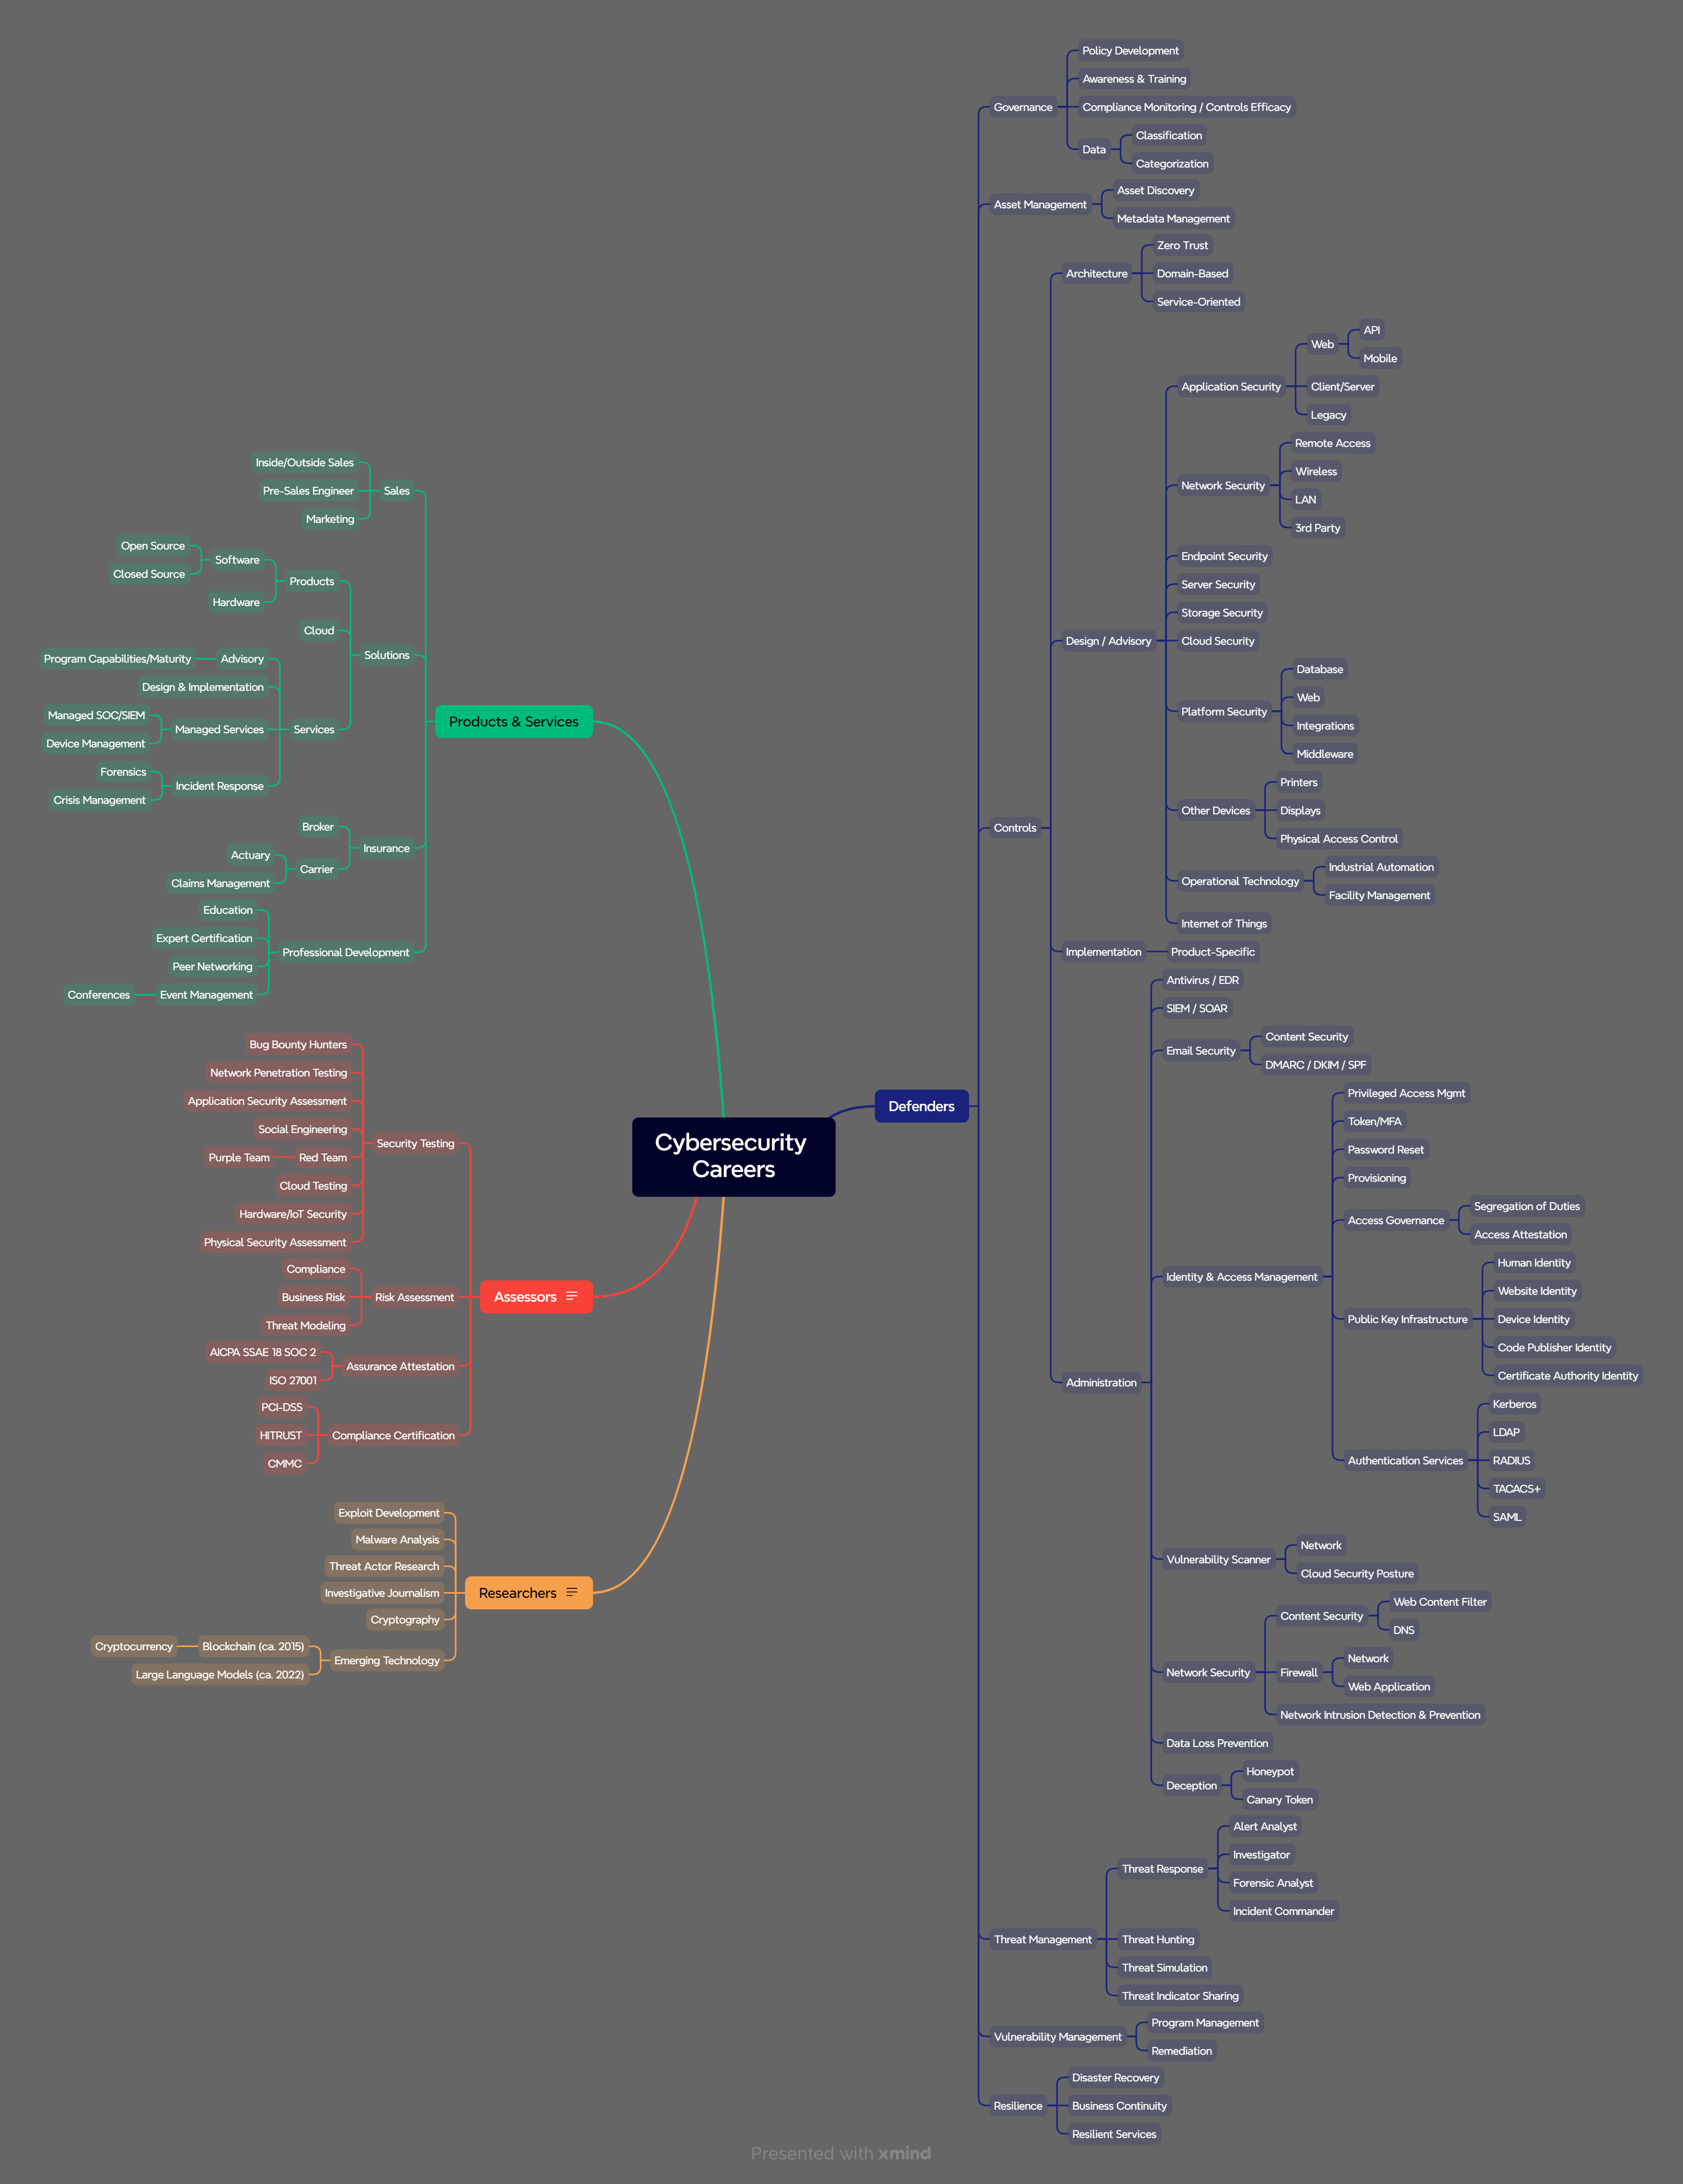 Cybersecurity
Careers
Defenders
Governance
Policy Development
Awareness & Training
Compliance Monitoring / Controls Efficacy
Data
Classification
Categorization
Asset Management
Asset Discovery
Metadata Management
Controls
Architecture
Zero Trust
Domain-Based
Service-Oriented
Design / Advisory
Application Security
Web
API
Mobile
Client/Server
Legacy
Network Security
Remote Access
Wireless
LAN
3rd Party
Endpoint Security
Server Security
Storage Security
Cloud Security
Platform Security
Database
Web
Integrations
Middleware
Other Devices
Printers
Displays
Physical Access Control
Operational Technology
Industrial Automation
Facility Management
Internet of Things
Implementation
Product-Specific
Administration
Antivirus / EDR
SIEM / SOAR
Email Security
Content Security
DMARC / DKIM / SPF
Identity & Access Management
Privileged Access Mgmt
Token/MFA
Password Reset
Provisioning
Access Governance
Segregation of Duties
Access Attestation
Public Key Infrastructure
Human Identity
Website Identity
Device Identity
Code Publisher Identity
Certificate Authority Identity
Authentication Services
Kerberos
LDAP
RADIUS
TACACS+
SAML
Vulnerability Scanner
Network
Cloud Security Posture
Network Security
Content Security
Web Content Filter
DNS
Firewall
Network
Web Application
Network Intrusion Detection & Prevention
Data Loss Prevention
Deception
Honeypot
Canary Token
Threat Management
Threat Response
Alert Analyst
Investigator
Forensic Analyst
Incident Commander
Threat Hunting
Threat Simulation
Threat Indicator Sharing
Vulnerability Management
Program Management
Remediation
Resilience
Disaster Recovery
Business Continuity
Resilient Services
Products & Services
Sales
Inside/Outside Sales
Pre-Sales Engineer
Marketing
Solutions
Products
Software
Open Source
Closed Source
Hardware
Cloud
Services
Advisory
Program Capabilities/Maturity
Design & Implementation
Managed Services
Managed SOC/SIEM
Device Management
Incident Response
Forensics
Crisis Management
Insurance
Broker
Carrier
Actuary
Claims Management
Professional Development
Education
Expert Certification
Peer Networking
Event Management
Conferences
Assessors
Security Testing
Bug Bounty Hunters
Network Penetration Testing
Application Security Assessment
Social Engineering
Red Team
Purple Team
Cloud Testing
Hardware/IoT Security
Physical Security Assessment
Risk Assessment
Compliance
Business Risk
Threat Modeling
Assurance Attestation
AICPA SSAE 18 SOC 2
ISO 27001
Compliance Certification
PCI-DSS
HITRUST
CMMC
Researchers
Exploit Development
Malware Analysis
Threat Actor Research
Investigative Journalism
Cryptography
Emerging Technology
Blockchain (ca. 2015)
Cryptocurrency
Large Language Models (ca. 2022)
Presented with xmind